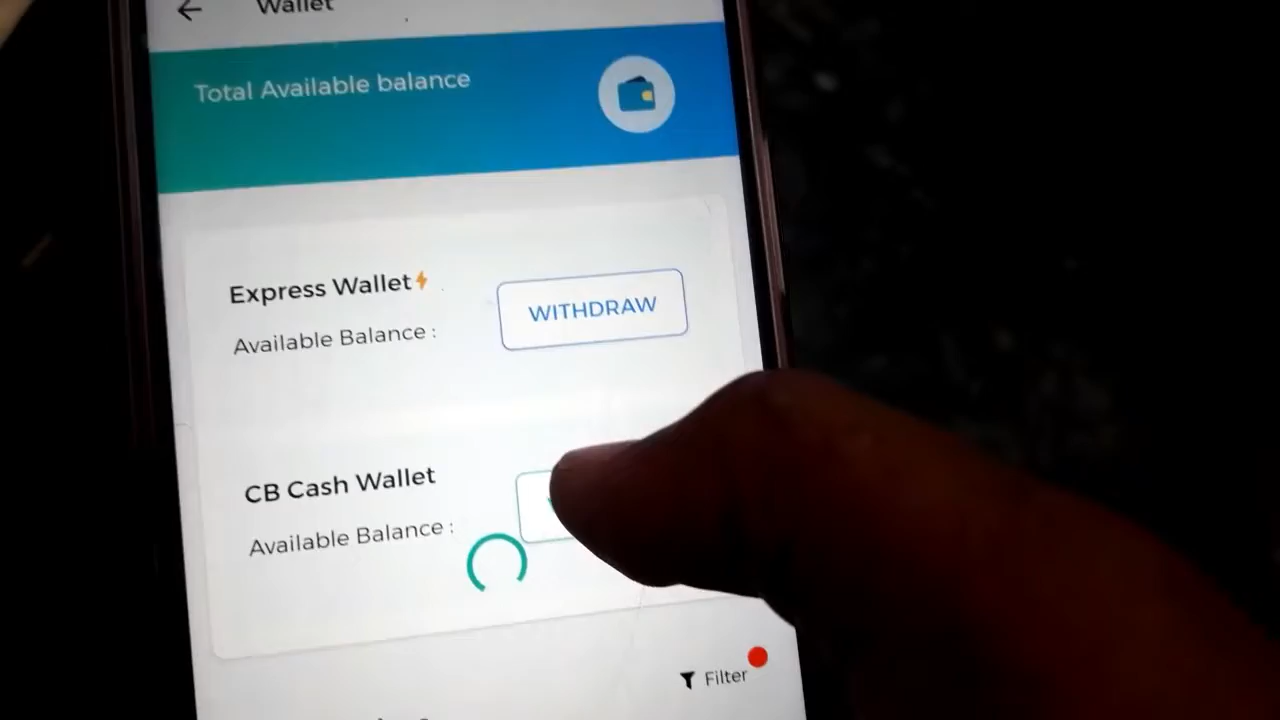 Wallet
Total Available balance
Express Wallet
WITHDRAW
Available Balance :
CB Cash Wallet
Available Balance :
Filter